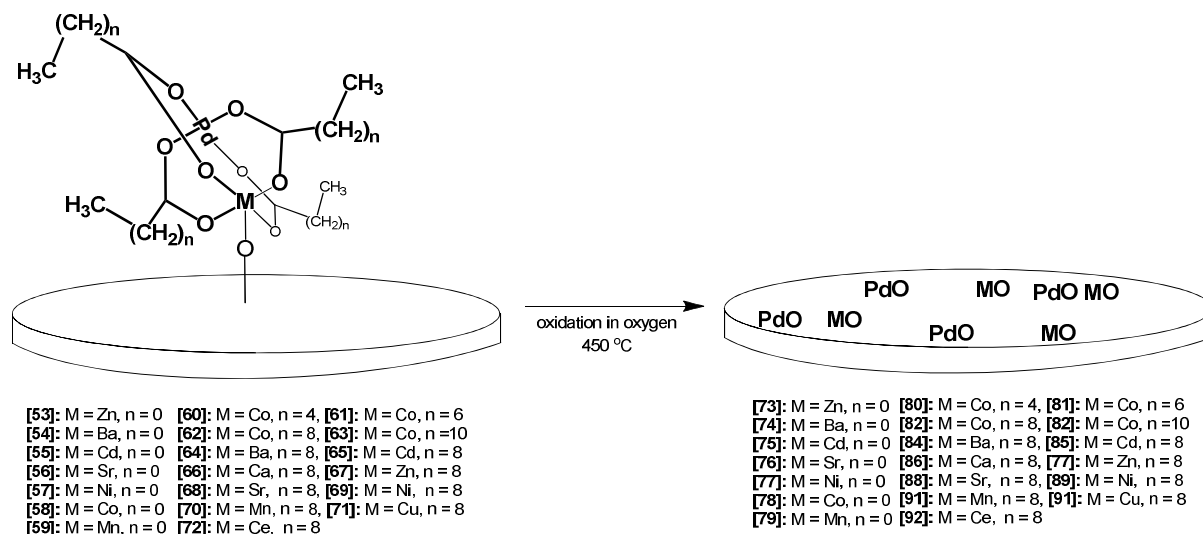 (CH₂)n
H₃C
O
CH₃
O
Pd
(CH₂)n
O
O
O
O
M
CH₃
H₃C
(CH₂)n
O
O
(CH₂)n
O
oxidation in oxygen
450 °C
PdO
MO
PdO MO
PdO
MO
PdO
MO
[53]: M = Zn, n = 0 [60]: M = Co, n = 4, [61]: M = Co, n = 6
[54]: M = Ba, n = 0 [62]: M = Co, n = 8, [63]: M = Co, n =10
[55]: M = Cd, n = 0 [64]: M = Ba, n = 8, [65]: M = Cd, n = 8
[56]: M = Sr, n = 0 [66]: M = Ca, n = 8, [67]: M = Zn, n = 8
[57]: M = Ni, n = 0 [68]: M = Sr, n = 8, [69]: M = Ni, n = 8
[58]: M = Co, n = 0 [70]: M = Mn, n = 8, [71]: M = Cu, n = 8
[59]: M = Mn, n = 0 [72]: M = Ce, n = 8
[73]: M = Zn, n = 0 [80]: M = Co, n = 4, [81]: M = Co, n = 6
[74]: M = Ba, n = 0 [82]: M = Co, n = 8, [82]: M = Co, n = 10
[75]: M = Cd, n = 0 [84]: M = Ba, n = 8, [85]: M = Cd, n = 8
[76]: M = Sr, n = 0 [86]: M = Ca, n = 8, [77]: M = Zn, n = 8
[77]: M = Ni, n = 0 [88]: M = Sr, n = 8, [89]: M = Ni, n = 8
[78]: M = Co, n = 0 [91]: M = Mn, n = 8, [91]: M = Cu, n = 8
[79]: M = Mn, n = 0 [92]: M = Ce, n = 8